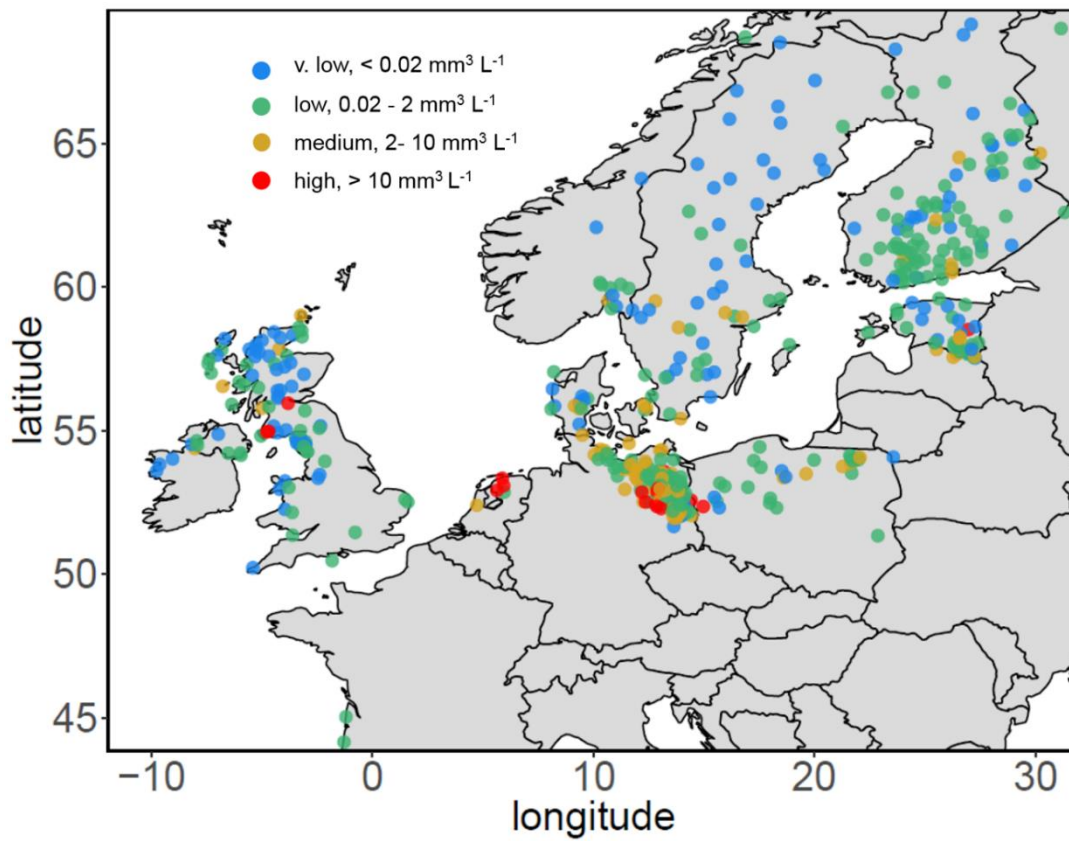 v. low, < 0.02 mm³ L⁻¹
low, 0.02 - 2 mm³ L⁻¹
medium, 2- 10 mm³ L⁻¹
high, > 10 mm³ L⁻¹
latitude
65
60
55
50
45
−10 0 10 20 30
longitude